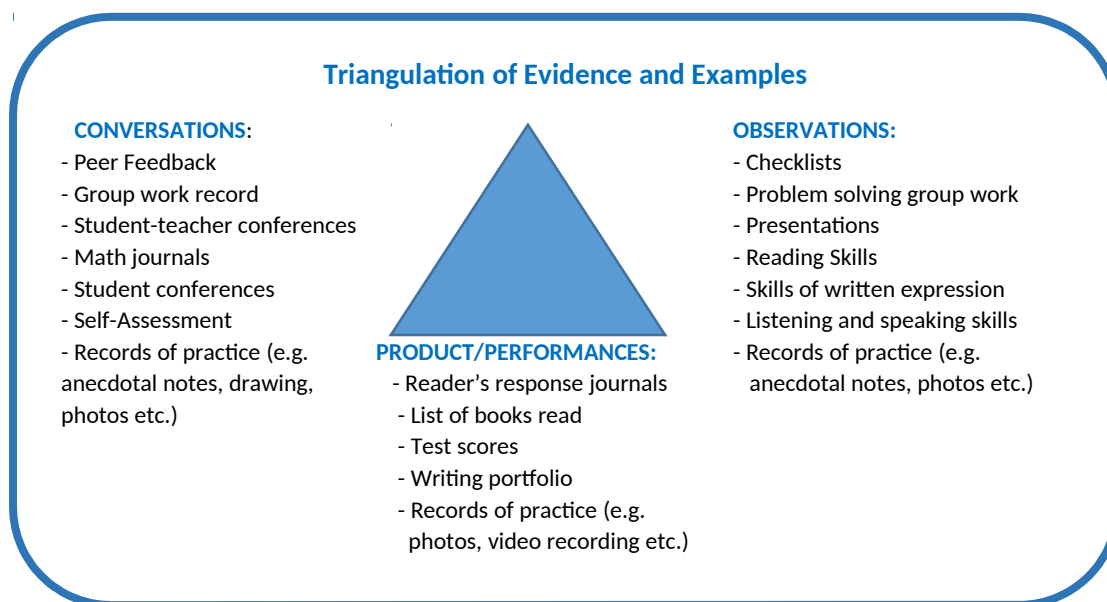 Triangulation of Evidence and Examples
CONVERSATIONS:
- Peer Feedback
- Group work record
- Student-teacher conferences
- Math journals
- Student conferences
- Self-Assessment
- Records of practice (e.g.
anecdotal notes, drawing,
photos etc.)
PRODUCT/PERFORMANCES:
- Reader’s response journals
- List of books read
- Test scores
- Writing portfolio
- Records of practice (e.g.
photos, video recording etc.)
OBSERVATIONS:
- Checklists
- Problem solving group work
- Presentations
- Reading Skills
- Skills of written expression
- Listening and speaking skills
- Records of practice (e.g.
anecdotal notes, photos etc.)